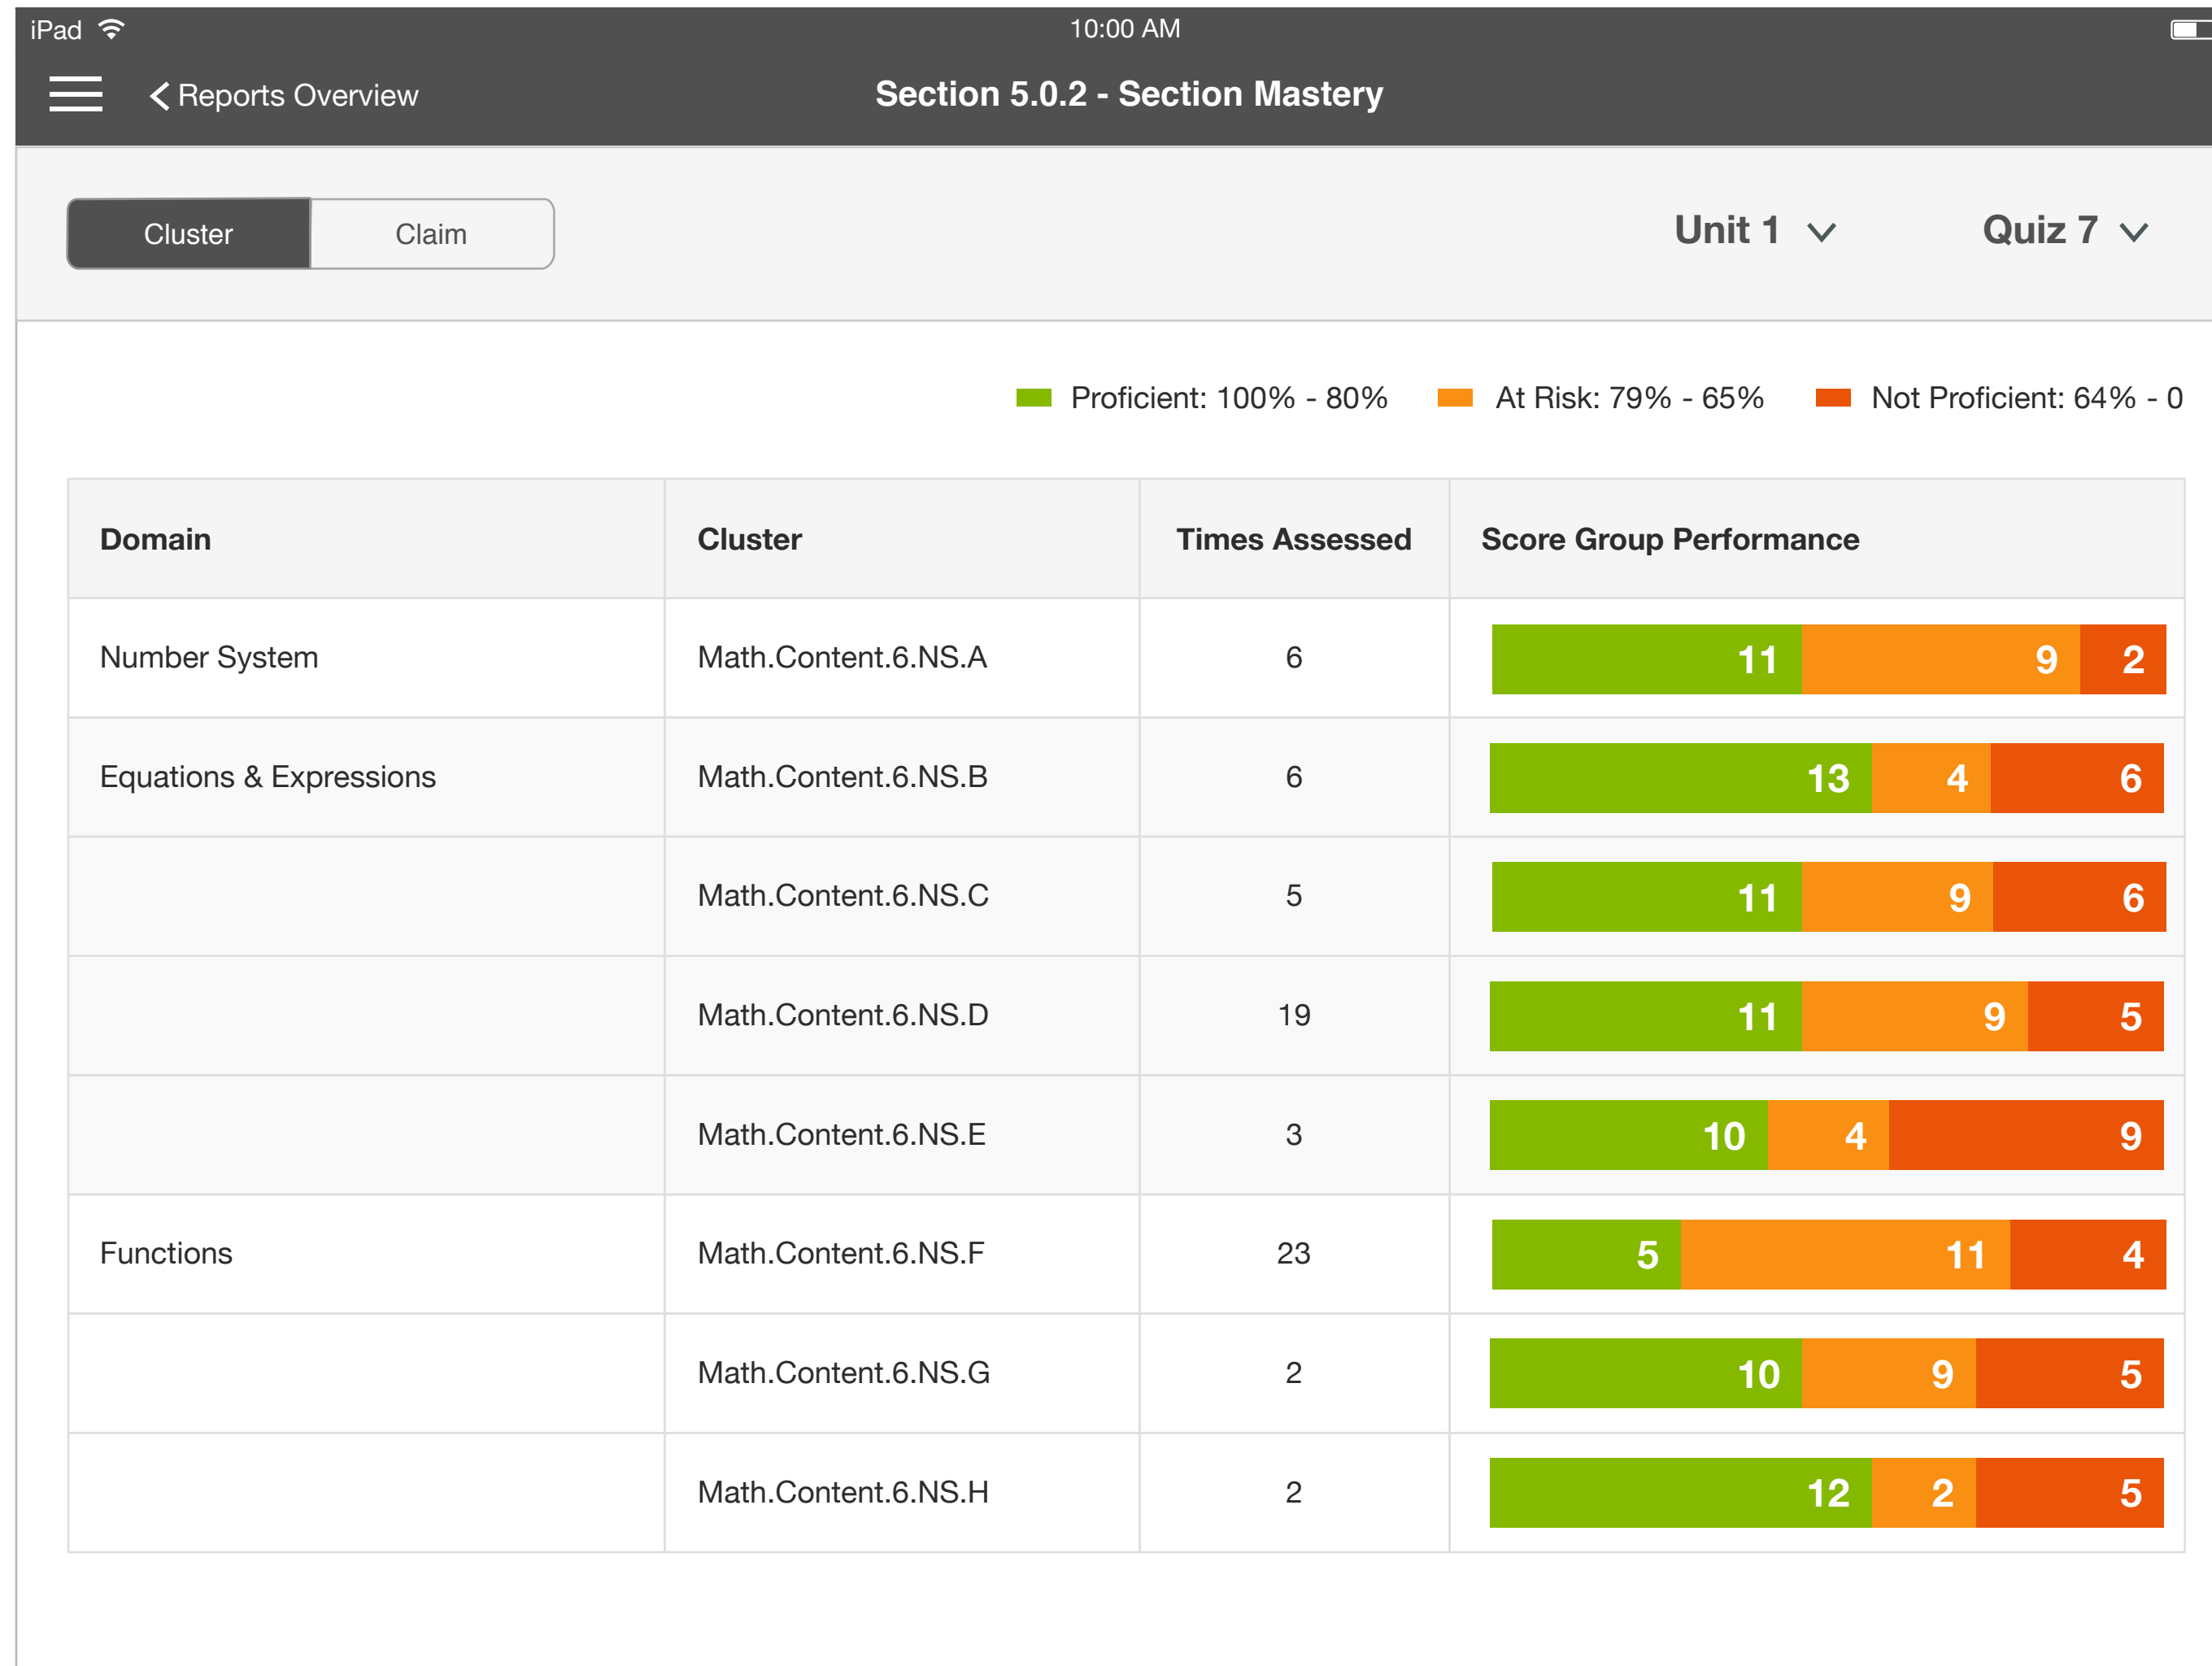 iPad 10:00 AM
Reports Overview Section 5.0.2 - Section Mastery
Cluster Claim Unit 1 Quiz 7
Proficient: 100% - 80% At Risk: 79% - 65% Not Proficient: 64% - 0
Domain Cluster Times Assessed Score Group Performance
Number System Math.Content.6.NS.A 6 11 9 2
Equations & Expressions Math.Content.6.NS.B 6 13 4 6
Math.Content.6.NS.C 5 11 9 6
Math.Content.6.NS.D 19 11 9 5
Math.Content.6.NS.E 3 10 4 9
Functions Math.Content.6.NS.F 23 5 11 4
Math.Content.6.NS.G 2 10 9 5
Math.Content.6.NS.H 2 12 2 5